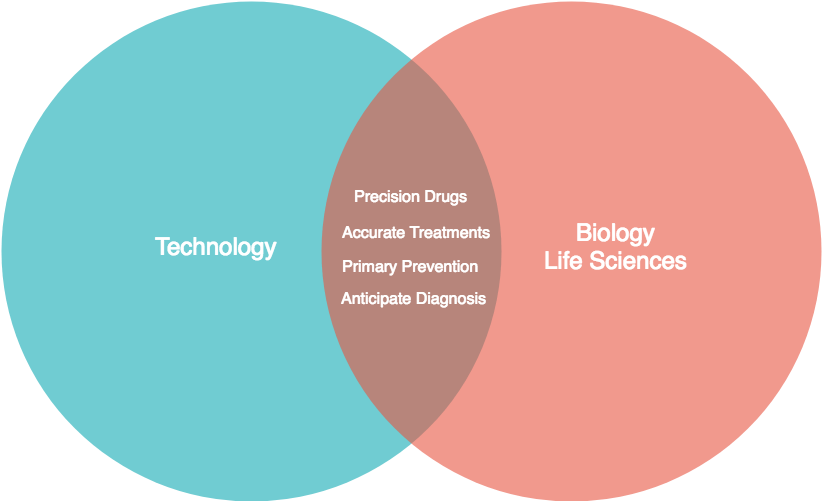 Technology
Precision Drugs
Accurate Treatments
Primary Prevention
Anticipate Diagnosis
Biology
Life Sciences